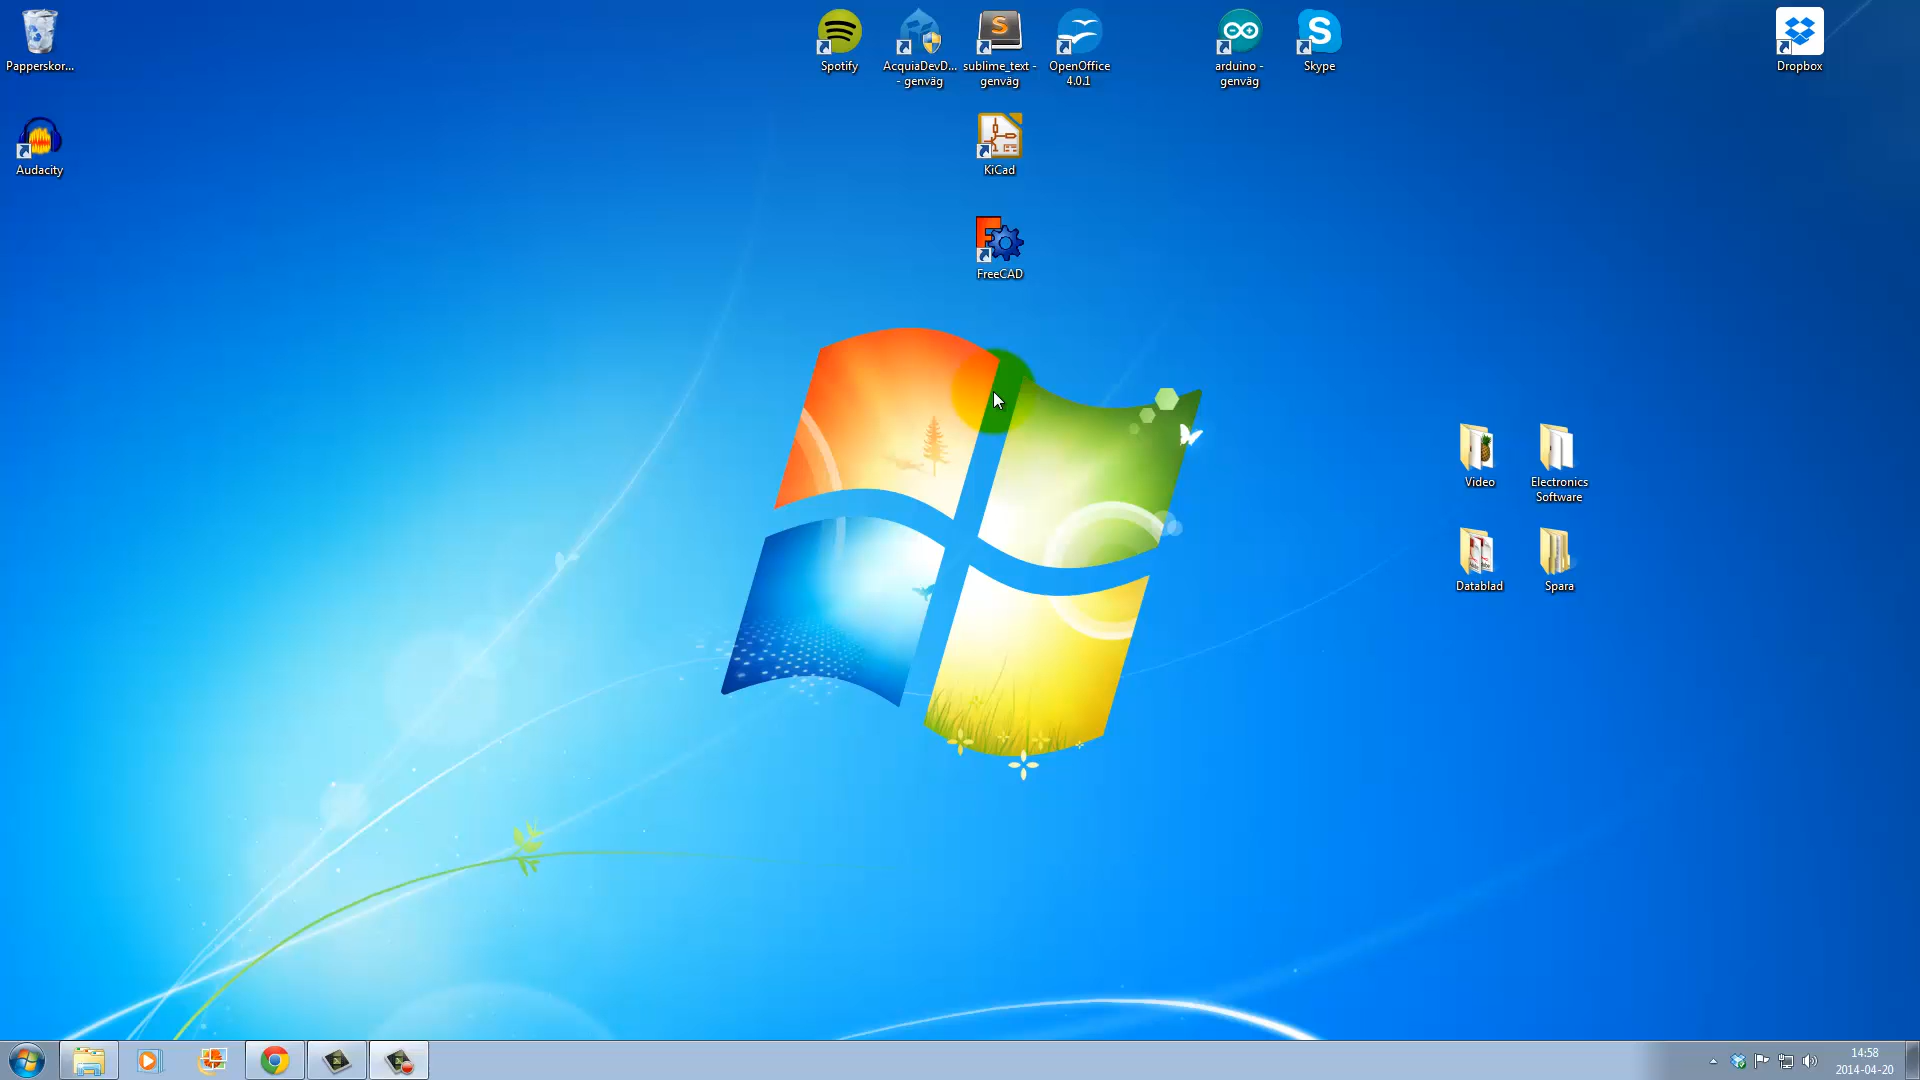 Papperskor...
Spotify
AcquiaDevD...
- genväg
sublime_text -
genväg
OpenOffice
4.0.1
arduino -
genväg
Skype
Dropbox
Audacity
KiCad
FreeCAD
Video
Electronics
Software
Datablad
Spara
14:58
2014-04-20